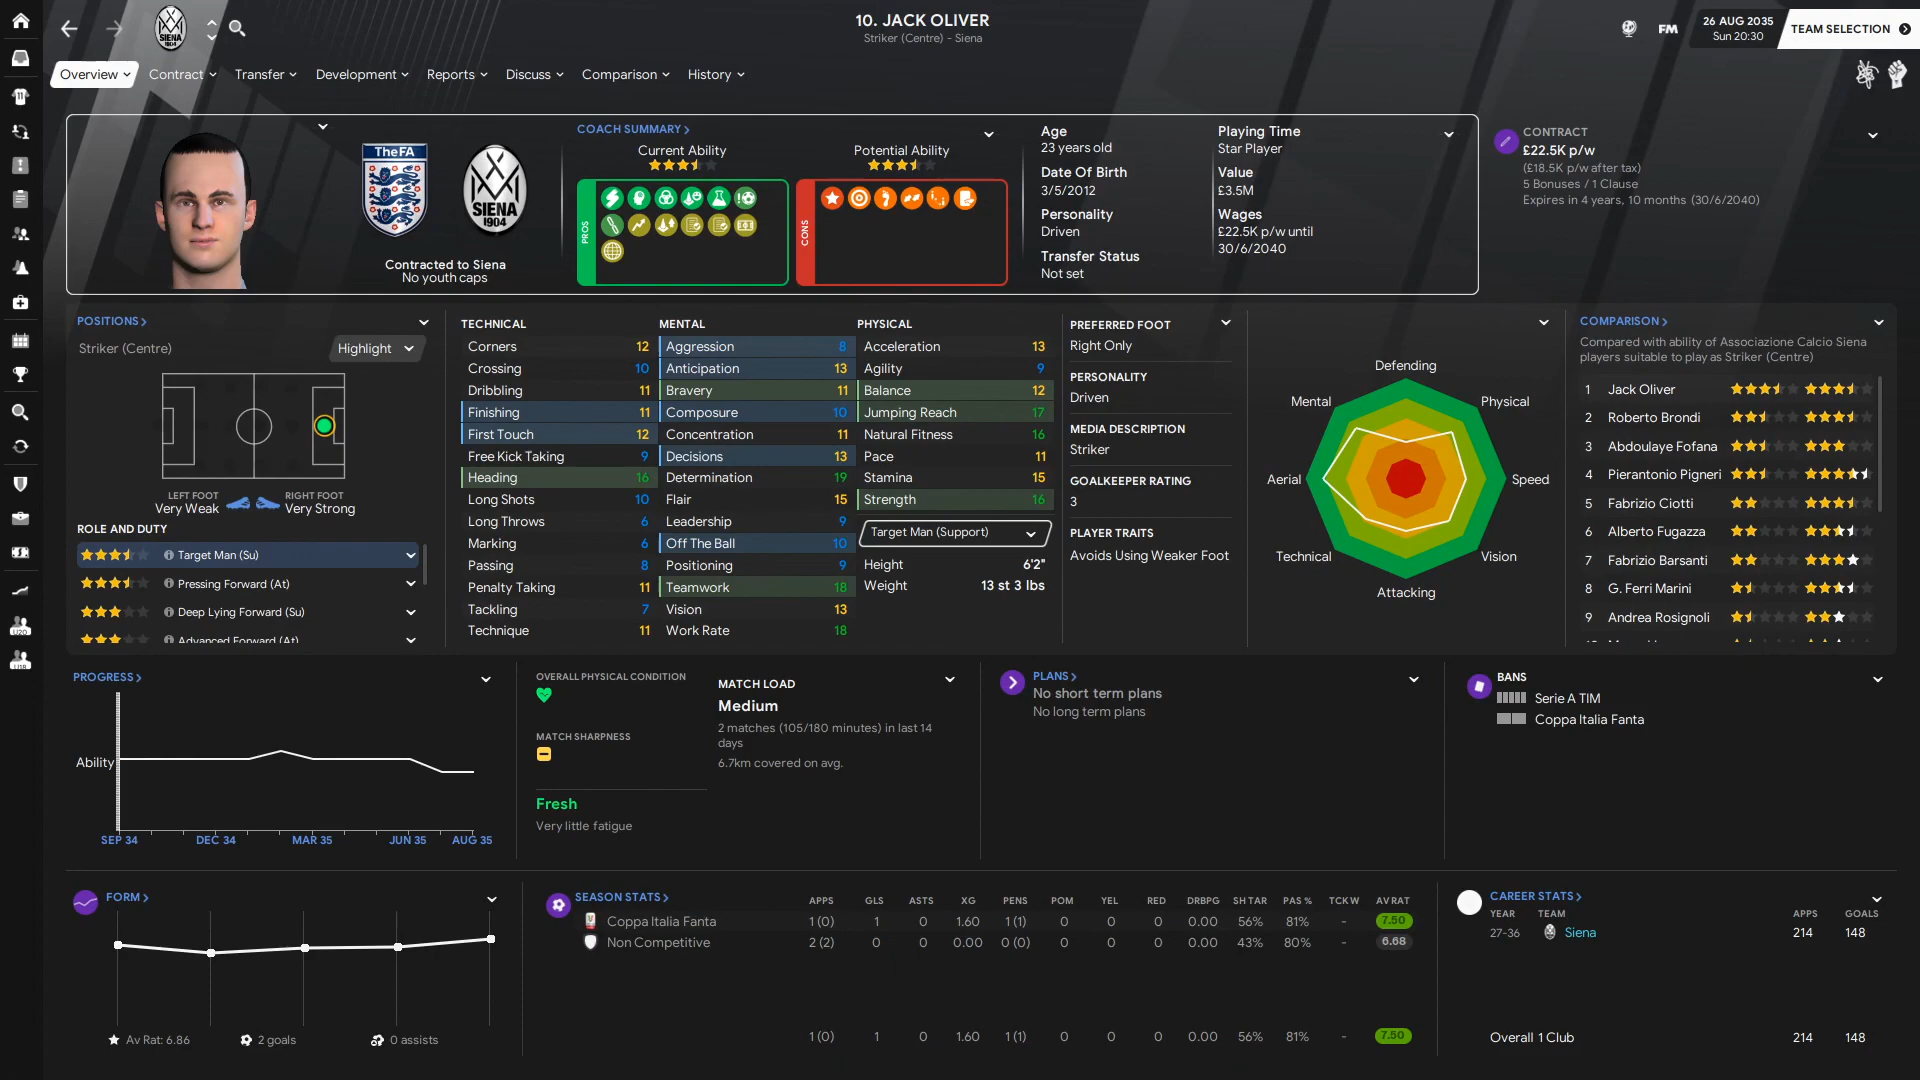 10. JACK OLIVER
Striker (Centre) - Siena
FM
26 AUG 2035
Sun 20:30
TEAM SELECTION
Overview
Contract
Transfer
Development
Reports
Discuss
Comparison
History
The FA
SIENA
1904
Contracted to Siena
No youth caps
COACH SUMMARY
Current Ability
Potential Ability
PROS
CONS
Age
23 years old
Date Of Birth
3/5/2012
Personality
Driven
Transfer Status
Not set
Playing Time
Star Player
Value
£3.5M
Wages
£22.5K p/w until
30/6/2040
CONTRACT
£22.5K p/w
(£18.5K p/w after tax)
5 Bonuses / 1 Clause
Expires in 4 years, 10 months (30/6/2040)
POSITIONS
Striker (Centre)
Highlight
LEFT FOOT
Very Weak
RIGHT FOOT
Very Strong
ROLE AND DUTY
Target Man (Su)
Pressing Forward (At)
Deep Lying Forward (Su)
Advanced Forward (At)
TECHNICAL
Corners 12
Crossing 10
Dribbling 11
Finishing 11
First Touch 12
Free Kick Taking 9
Heading 16
Long Shots 10
Long Throws 6
Marking 6
Passing 8
Penalty Taking 11
Tackling 7
Technique 11
MENTAL
Aggression 8
Anticipation 13
Bravery 11
Composure 10
Concentration 11
Decisions 13
Determination 19
Flair 15
Leadership 9
Off The Ball 10
Positioning 9
Teamwork 18
Vision 13
Work Rate 18
PHYSICAL
Acceleration 13
Agility 9
Balance 12
Jumping Reach 17
Natural Fitness 16
Pace 11
Stamina 15
Strength 16
Target Man (Support)
Height 6'2"
Weight 13 st 3 lbs
PREFERRED FOOT
Right Only
PERSONALITY
Driven
MEDIA DESCRIPTION
Striker
GOALKEEPER RATING
3
PLAYER TRAITS
Avoids Using Weaker Foot
Defending
Mental
Physical
Aerial
Speed
Technical
Vision
Attacking
COMPARISON
Compared with ability of Associazione Calcio Siena
players suitable to play as Striker (Centre)
1 Jack Oliver
2 Roberto Brondi
3 Abdoulaye Fofana
4 Pierantonio Pigneri
5 Fabrizio Ciotti
6 Alberto Fugazza
7 Fabrizio Barsanti
8 G. Ferri Marini
9 Andrea Rosignoli
PROGRESS
Ability
SEP 34
DEC 34
MAR 35
JUN 35
AUG 35
OVERALL PHYSICAL CONDITION
MATCH SHARPNESS
Fresh
Very little fatigue
MATCH LOAD
Medium
2 matches (105/180 minutes) in last 14
days
6.7km covered on avg.
PLANS
No short term plans
No long term plans
BANS
Serie A TIM
Coppa Italia Fanta
FORM
Av Rat: 6.86
2 goals
0 assists
SEASON STATS
APPS GLS ASTS XG PENS POM YEL RED DRBPG SH TAR PAS % TCK W AV RAT
Coppa Italia Fanta 1 (0) 1 0 1.60 1 (1) 0 0 0 0.00 56% 81% - 7.50
Non Competitive 2 (2) 0 0 0.00 0 (0) 0 0 0 0.00 43% 80% - 6.68
1 (0) 1 0 1.60 1 (1) 0 0 0 0.00 56% 81% - 7.50
CAREER STATS
YEAR TEAM APPS GOALS
27-36 Siena 214 148
Overall 1 Club 214 148